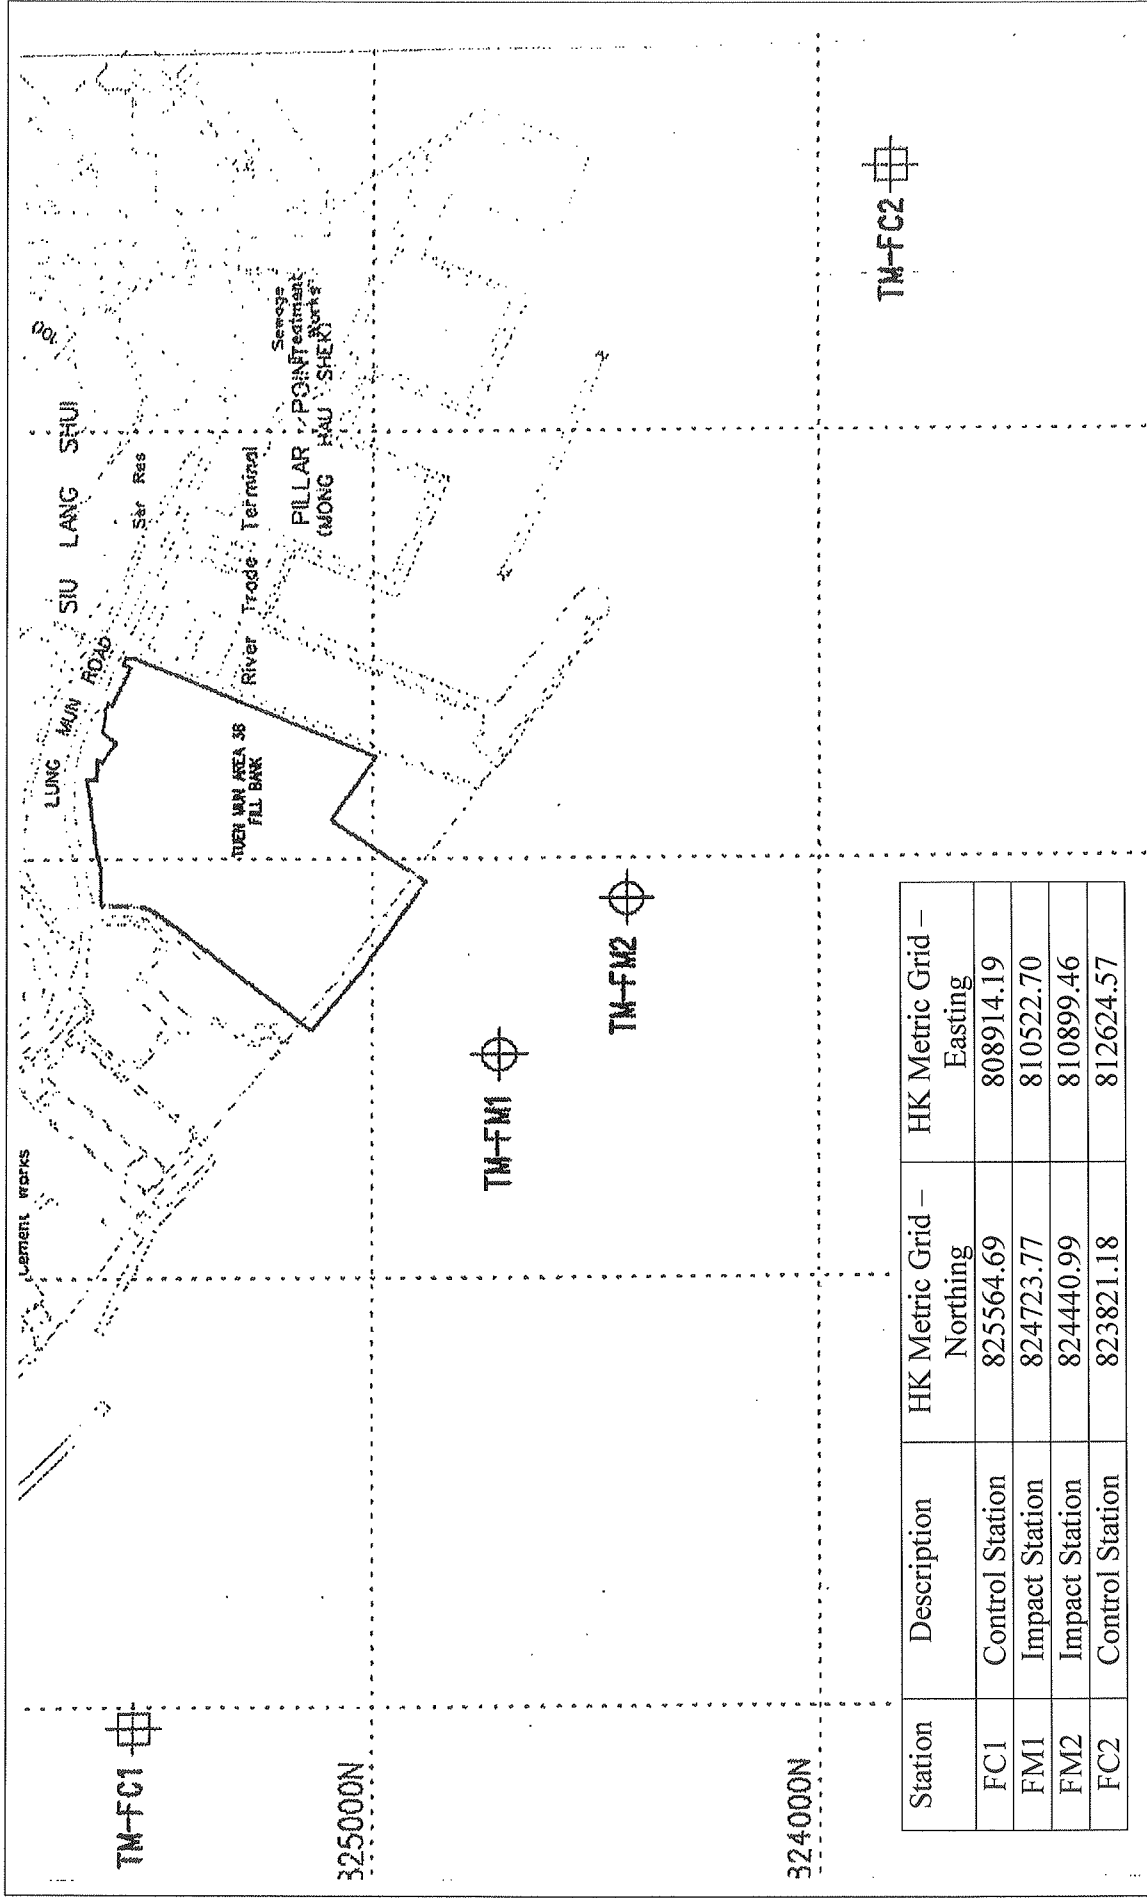 TM-FC1
325000N
324000N
Cement works
TM-FM1
TM-FM2
LUNG MUN ROAD
TUEN MUN AREA 38
FILL BANK
SIU LANG SHUI
Ser Res
River Trade Terminal
PILLAR POINT
(MONG HAU SHEK)
Sewage
Treatment
Works
100
TM-FC2
Station Description HK Metric Grid – Northing HK Metric Grid – Easting
FC1 Control Station 825564.69 808914.19
FM1 Impact Station 824723.77 810522.70
FM2 Impact Station 824440.99 810899.46
FC2 Control Station 823821.18 812624.57